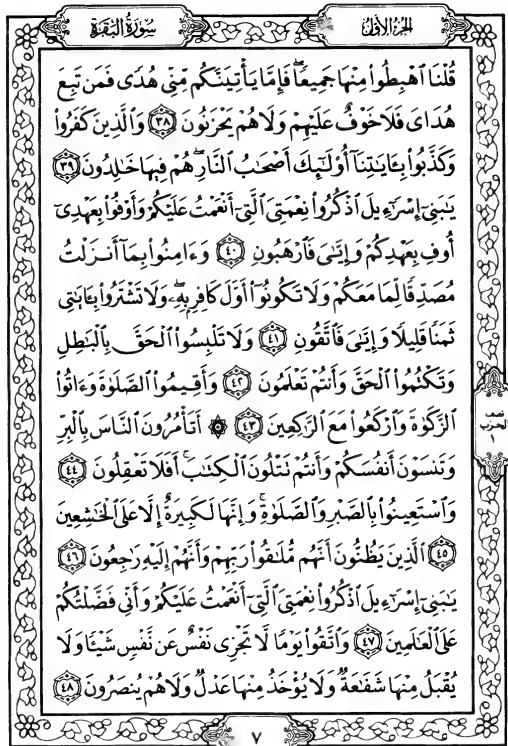 الجزء الأول
سورة البقرة
قُلْنَا ٱهْبِطُوا۟ مِنْهَا جَمِيعًۭا ۖ فَإِمَّا يَأْتِيَنَّكُم مِّنِّى هُدًۭى فَمَن تَبِعَ
هُدَاىَ فَلَا خَوْفٌ عَلَيْهِمْ وَلَا هُمْ يَحْزَنُونَ ٣٨ وَٱلَّذِينَ كَفَرُوا۟
وَكَذَّبُوا۟ بِـَٔايَـٰتِنَآ أُو۟لَـٰٓئِكَ أَصْحَـٰبُ ٱلنَّارِ ۖ هُمْ فِيهَا خَـٰلِدُونَ ٣٩
يَـٰبَنِىٓ إِسْرَٰٓءِيلَ ٱذْكُرُوا۟ نِعْمَتِىَ ٱلَّتِىٓ أَنْعَمْتُ عَلَيْكُمْ وَأَوْفُوا۟ بِعَهْدِىٓ
أُوفِ بِعَهْدِكُمْ وَإِيَّـٰىَ فَٱرْهَبُونِ ٤٠ وَءَامِنُوا۟ بِمَآ أَنزَلْتُ
مُصَدِّقًۭا لِّمَا مَعَكُمْ وَلَا تَكُونُوٓا۟ أَوَّلَ كَافِرٍۭ بِهِۦ ۖ وَلَا تَشْتَرُوا۟ بِـَٔايَـٰتِى
ثَمَنًۭا قَلِيلًۭا وَإِيَّـٰىَ فَٱتَّقُونِ ٤١ وَلَا تَلْبِسُوا۟ ٱلْحَقَّ بِٱلْبَـٰطِلِ
وَتَكْتُمُوا۟ ٱلْحَقَّ وَأَنتُمْ تَعْلَمُونَ ٤٢ وَأَقِيمُوا۟ ٱلصَّلَوٰةَ وَءَاتُوا۟
ٱلزَّكَوٰةَ وَٱرْكَعُوا۟ مَعَ ٱلرَّٰكِعِينَ ٤٣ ۞ أَتَأْمُرُونَ ٱلنَّاسَ بِٱلْبِرِّ
وَتَنسَوْنَ أَنفُسَكُمْ وَأَنتُمْ تَتْلُونَ ٱلْكِتَـٰبَ ۚ أَفَلَا تَعْقِلُونَ ٤٤
وَٱسْتَعِينُوا۟ بِٱلصَّبْرِ وَٱلصَّلَوٰةِ ۚ وَإِنَّهَا لَكَبِيرَةٌ إِلَّا عَلَى ٱلْخَـٰشِعِينَ
٤٥ ٱلَّذِينَ يَظُنُّونَ أَنَّهُم مُّلَـٰقُوا۟ رَبِّهِمْ وَأَنَّهُمْ إِلَيْهِ رَٰجِعُونَ ٤٦
يَـٰبَنِىٓ إِسْرَٰٓءِيلَ ٱذْكُرُوا۟ نِعْمَتِىَ ٱلَّتِىٓ أَنْعَمْتُ عَلَيْكُمْ وَأَنِّى فَضَّلْتُكُمْ
عَلَى ٱلْعَـٰلَمِينَ ٤٧ وَٱتَّقُوا۟ يَوْمًۭا لَّا تَجْزِى نَفْسٌ عَن نَّفْسٍۢ شَيْـًۭٔا وَلَا
يُقْبَلُ مِنْهَا شَفَـٰعَةٌۭ وَلَا يُؤْخَذُ مِنْهَا عَدْلٌۭ وَلَا هُمْ يُنصَرُونَ ٤٨
نصف
الحزب
١
٧